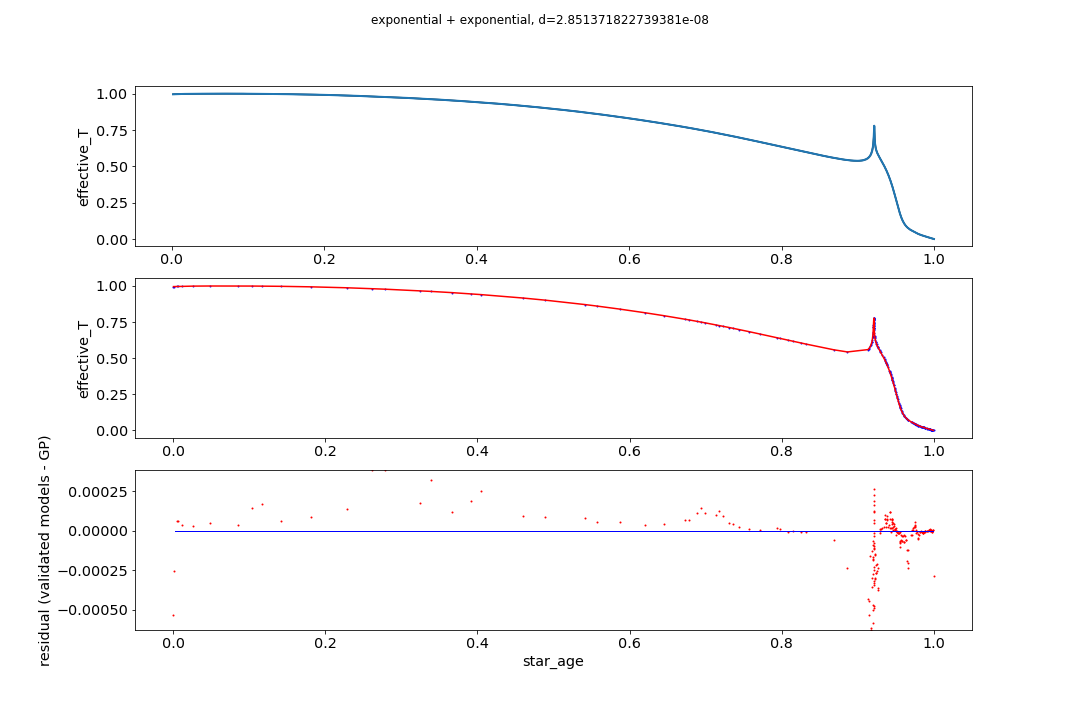 exponential + exponential, d=2.851371822739381e-08
effective_T
1.00
0.75
0.50
0.25
0.00
0.0 0.2 0.4 0.6 0.8 1.0
effective_T
1.00
0.75
0.50
0.25
0.00
0.0 0.2 0.4 0.6 0.8 1.0
residual (validated models - GP)
0.00025
0.00000
−0.00025
−0.00050
0.0 0.2 0.4 0.6 0.8 1.0
star_age